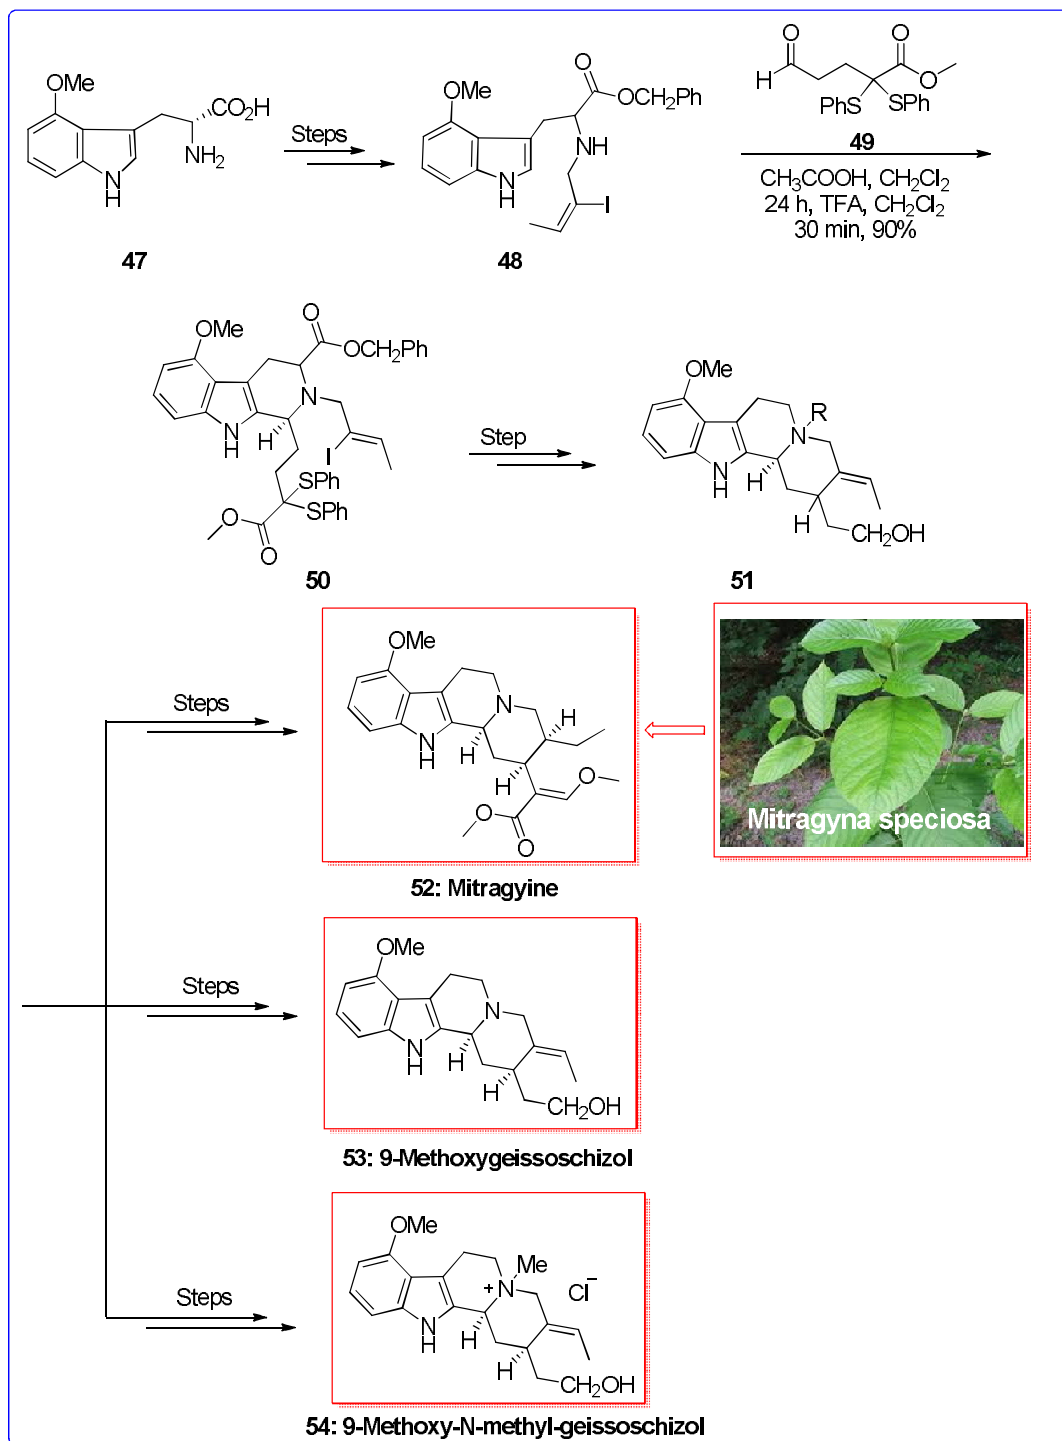 OMe
CO2H
NH2
N
H
47
Steps
OMe
O
OCH2Ph
NH
N
H
I
48
O
H
O
O
PhS
SPh
49
CH3COOH, CH2Cl2
24 h, TFA, CH2Cl2
30 min, 90%
OMe
O
OCH2Ph
N
N
H
H
I
SPh
SPh
O
O
50
Step
OMe
N
R
N
H
H
H
CH2OH
51
Steps
OMe
N
H
N
H
H
O
O
O
52: Mitragyine
Mitragyna speciosa
Steps
OMe
N
N
H
H
H
CH2OH
53: 9-Methoxygeissoschizol
Steps
OMe
Me
+
N
Cl−
N
H
H
H
CH2OH
54: 9-Methoxy-N-methyl-geissoschizol